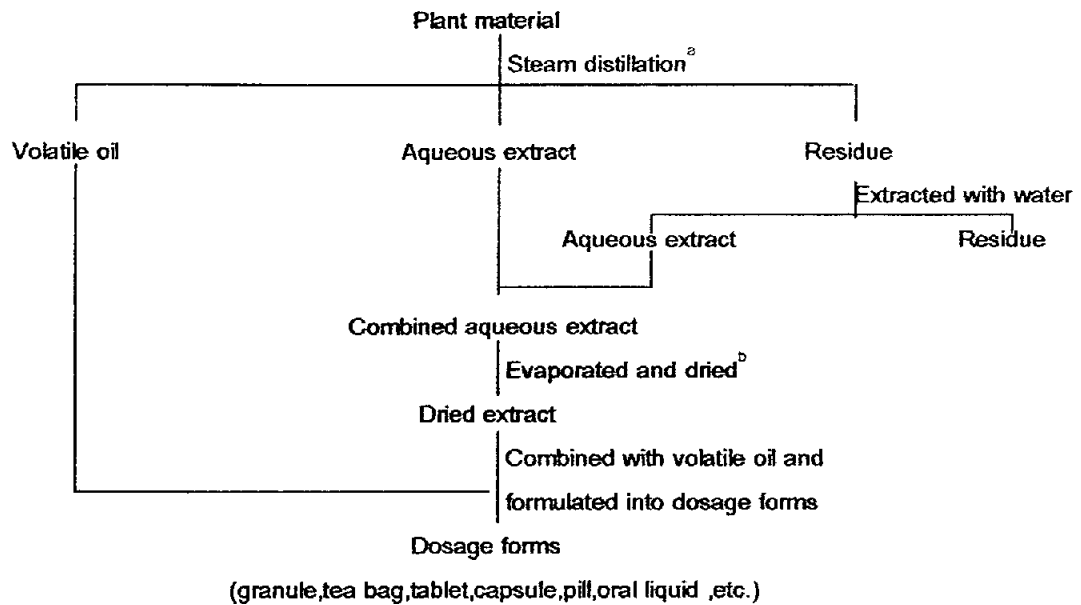 Plant material
Steam distillation^a
Volatile oil
Aqueous extract
Residue
Extracted with water
Aqueous extract
Residue
Combined aqueous extract
Evaporated and dried^b
Dried extract
Combined with volatile oil and
formulated into dosage forms
Dosage forms
(granule,tea bag,tablet,capsule,pill,oral liquid ,etc.)